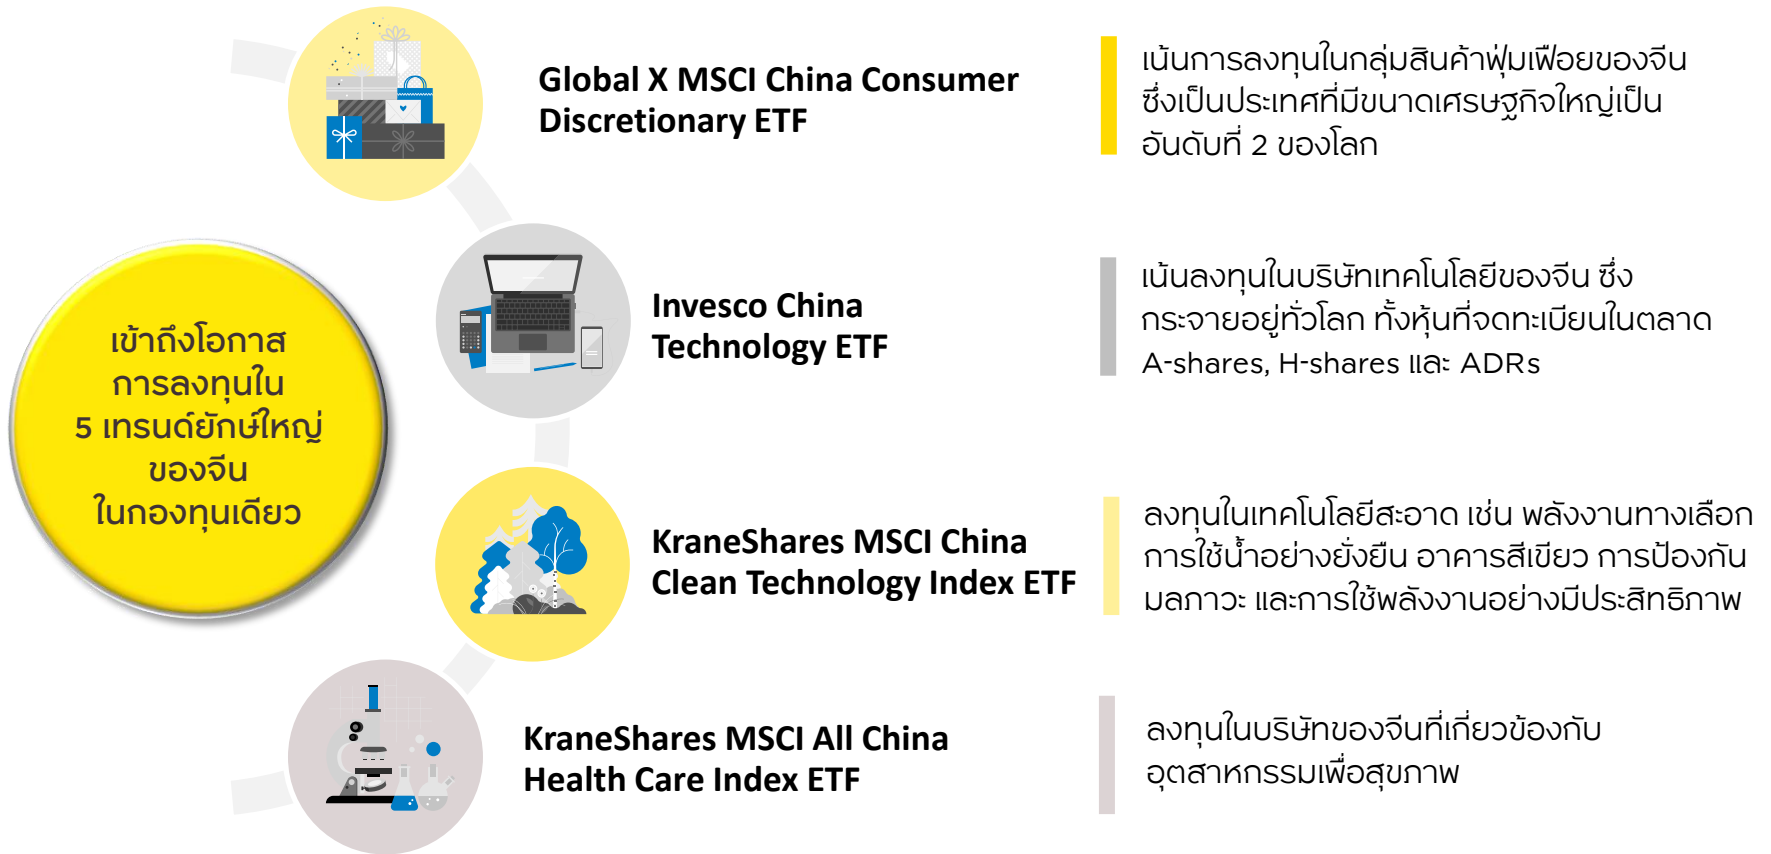 เข้าถึงโอกาส
การลงทุนใน
5 เทรนด์ยักษ์ใหญ่
ของจีน
ในกองทุนเดียว
Global X MSCI China Consumer
Discretionary ETF
เน้นการลงทุนในกลุ่มสินค้าฟุ่มเฟือยของจีน
ซึ่งเป็นประเทศที่มีขนาดเศรษฐกิจใหญ่เป็น
อันดับที่ 2 ของโลก
Invesco China
Technology ETF
เน้นลงทุนในบริษัทเทคโนโลยีของจีน ซึ่ง
กระจายอยู่ทั่วโลก ทั้งหุ้นที่จดทะเบียนในตลาด
A-shares, H-shares และ ADRs
KraneShares MSCI China
Clean Technology Index ETF
ลงทุนในเทคโนโลยีสะอาด เช่น พลังงานทางเลือก
การใช้น้ำอย่างยั่งยืน อาคารสีเขียว การป้องกัน
มลภาวะ และการใช้พลังงานอย่างมีประสิทธิภาพ
KraneShares MSCI All China
Health Care Index ETF
ลงทุนในบริษัทของจีนที่เกี่ยวข้องกับ
อุตสาหกรรมเพื่อสุขภาพ